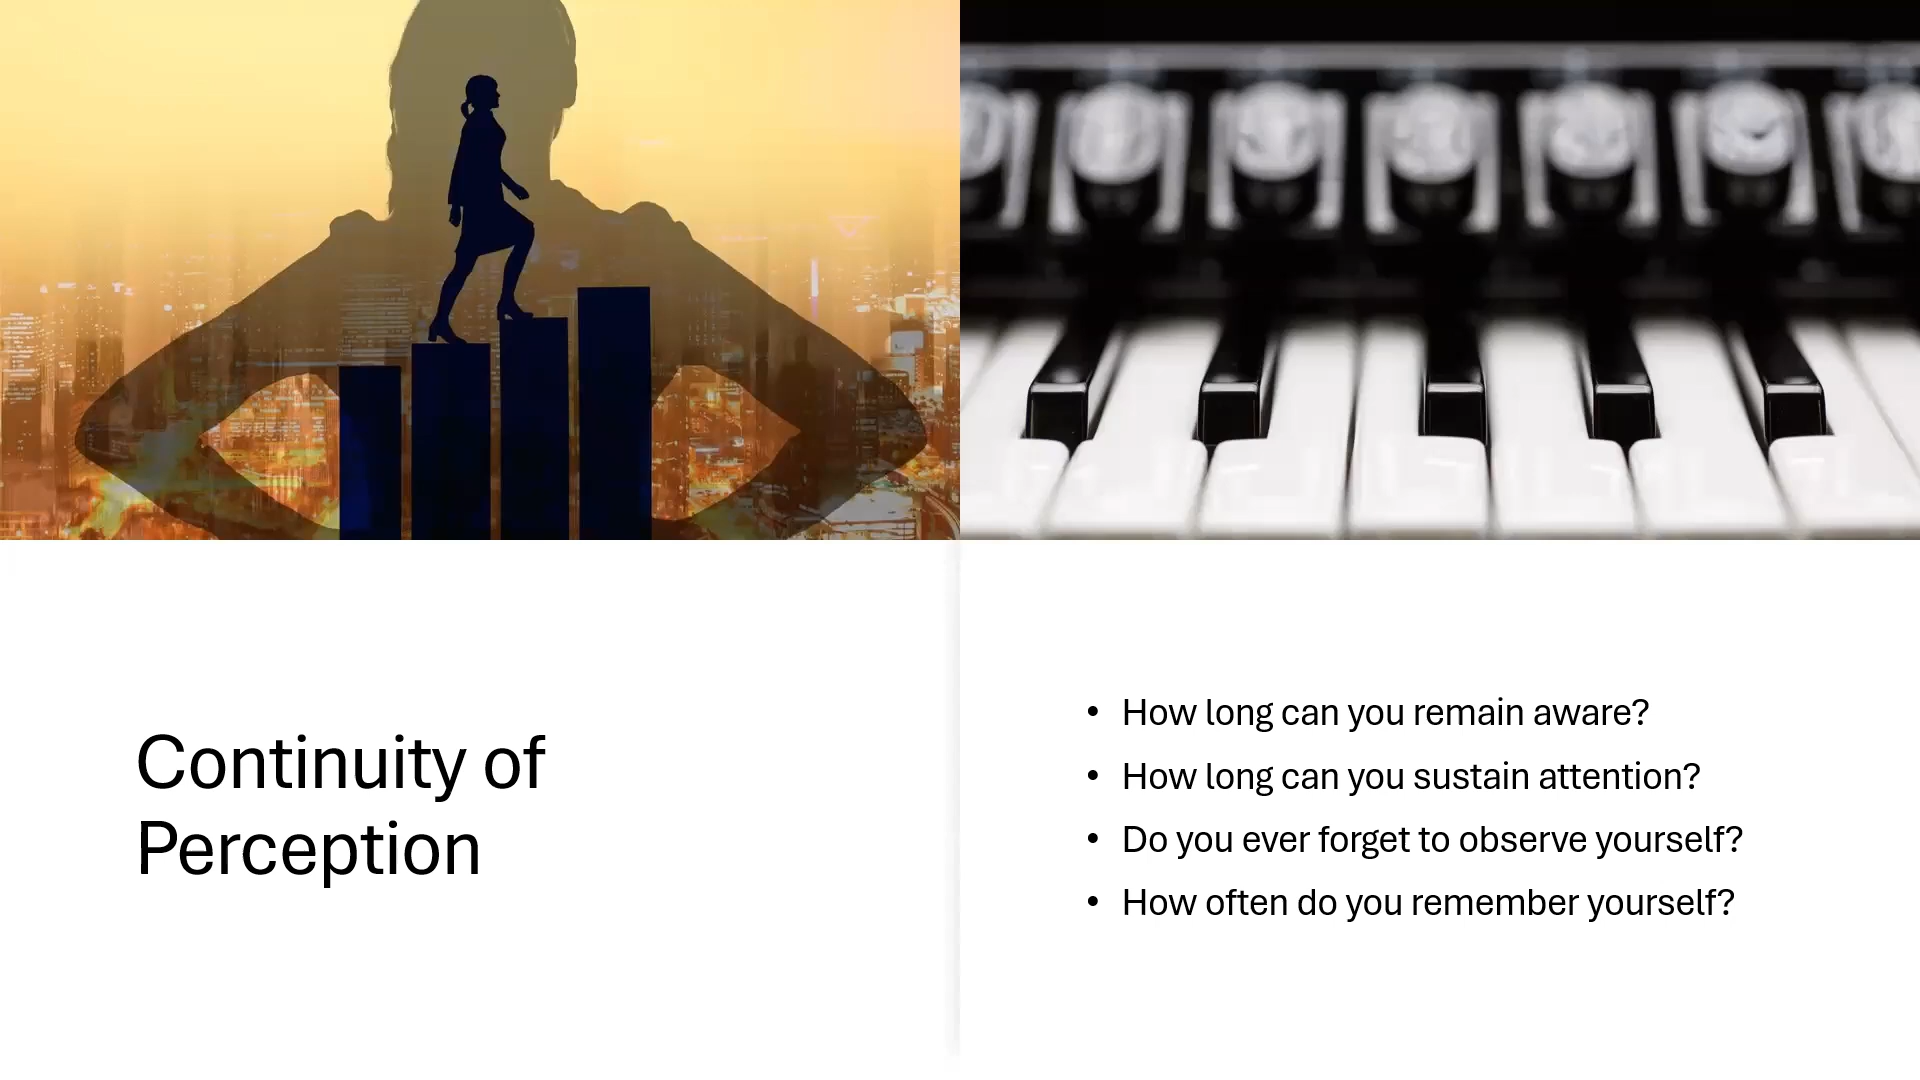 Continuity of
Perception
• How long can you remain aware?
• How long can you sustain attention?
• Do you ever forget to observe yourself?
• How often do you remember yourself?